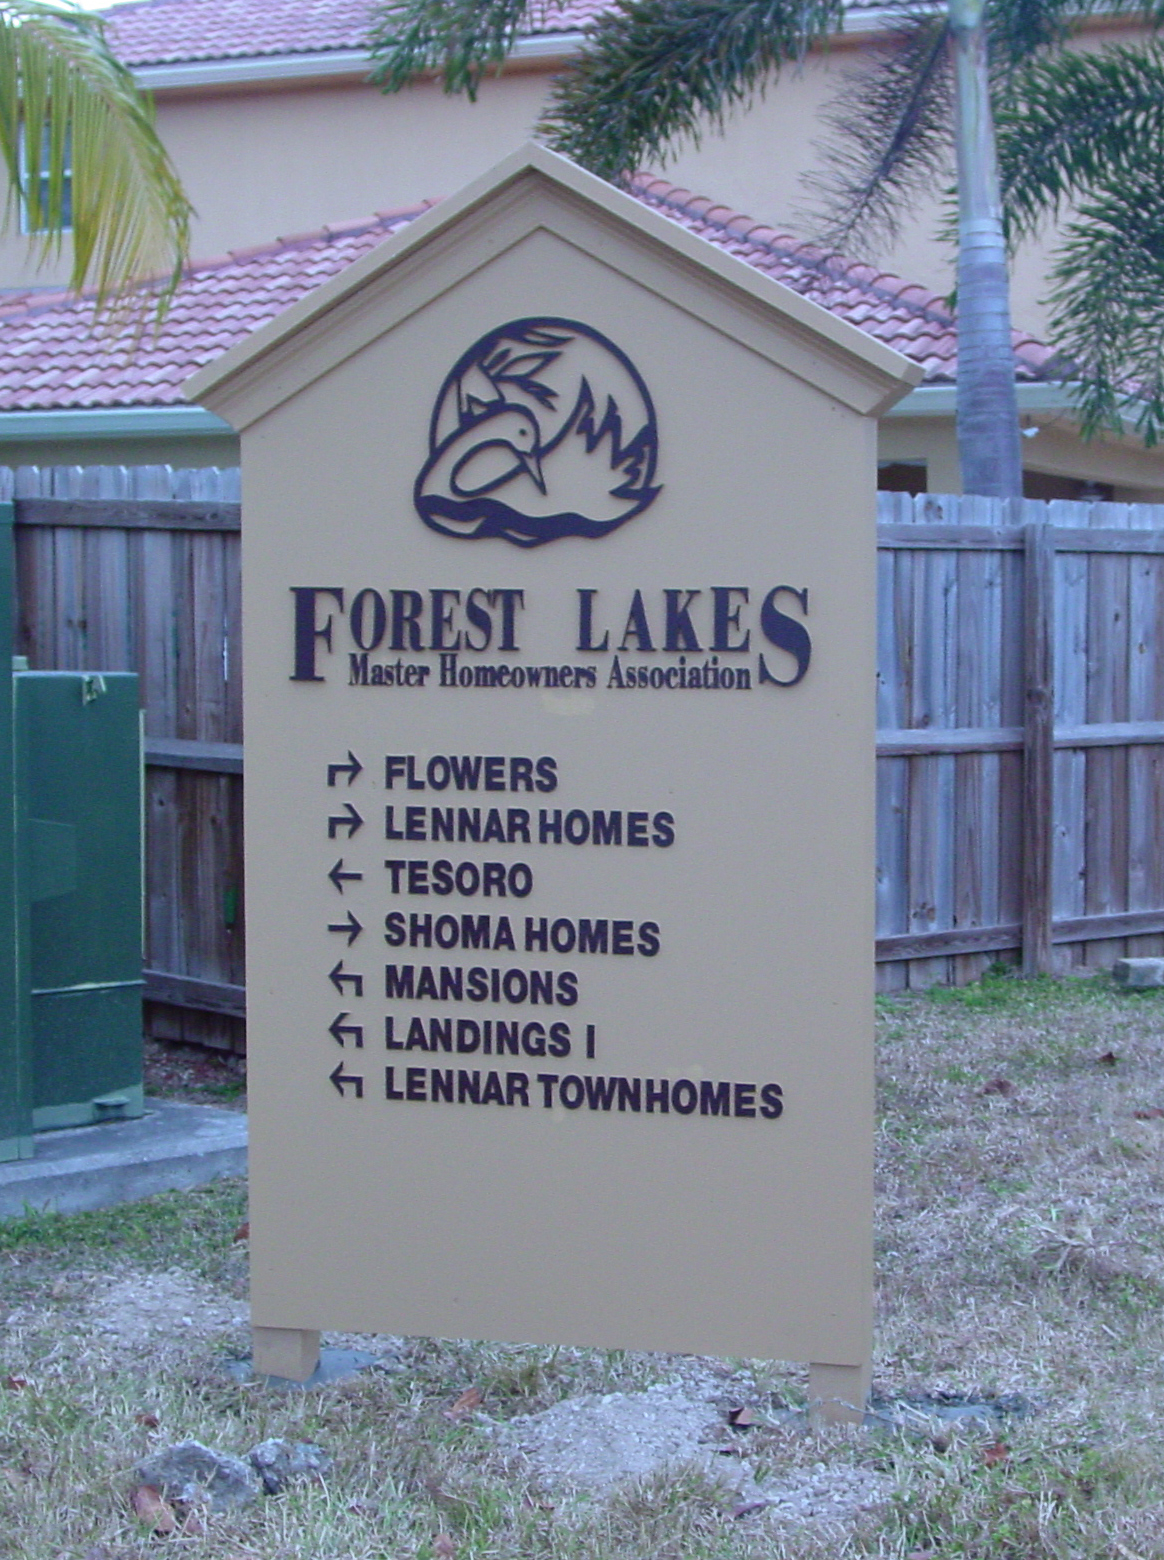 FOREST LAKES
Master Homeowners Association
FLOWERS
LENNAR HOMES
TESORO
SHOMA HOMES
MANSIONS
LANDINGS I
LENNAR TOWNHOMES